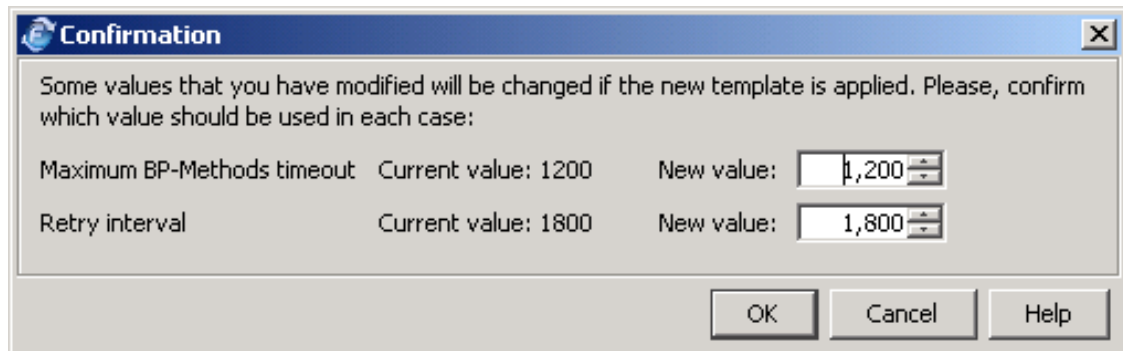 Confirmation
Some values that you have modified will be changed if the new template is applied. Please, confirm
which value should be used in each case:
Maximum BP-Methods timeout Current value: 1200 New value: 1,200
Retry interval Current value: 1800 New value: 1,800
OK Cancel Help